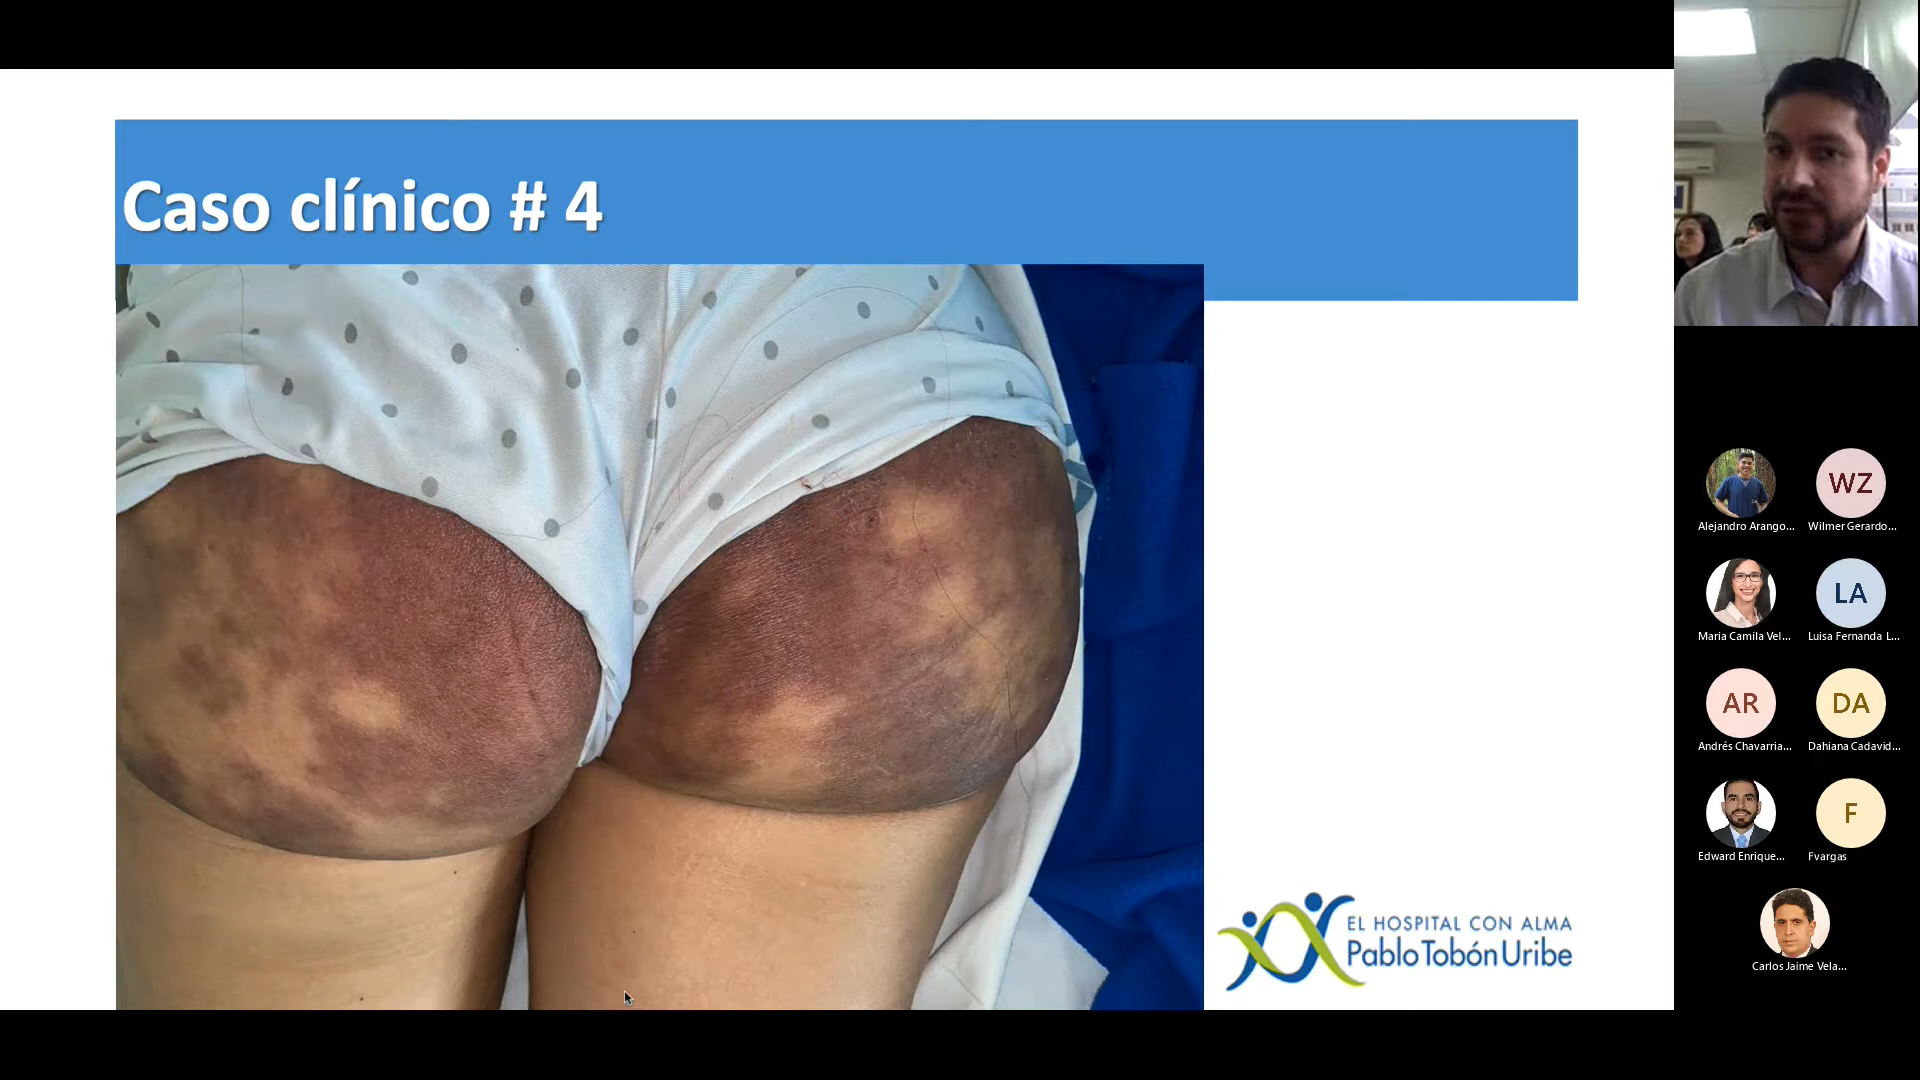 Caso clínico # 4
EL HOSPITAL CON ALMA
Pablo Tobón Uribe
Alejandro Arango...
WZ
Wilmer Gerardo...
Maria Camila Vel...
LA
Luisa Fernanda L...
AR
Andrés Chavarria...
DA
Dahiana Cadavid...
Edward Enrique...
F
Fvargas
Carlos Jaime Vela...